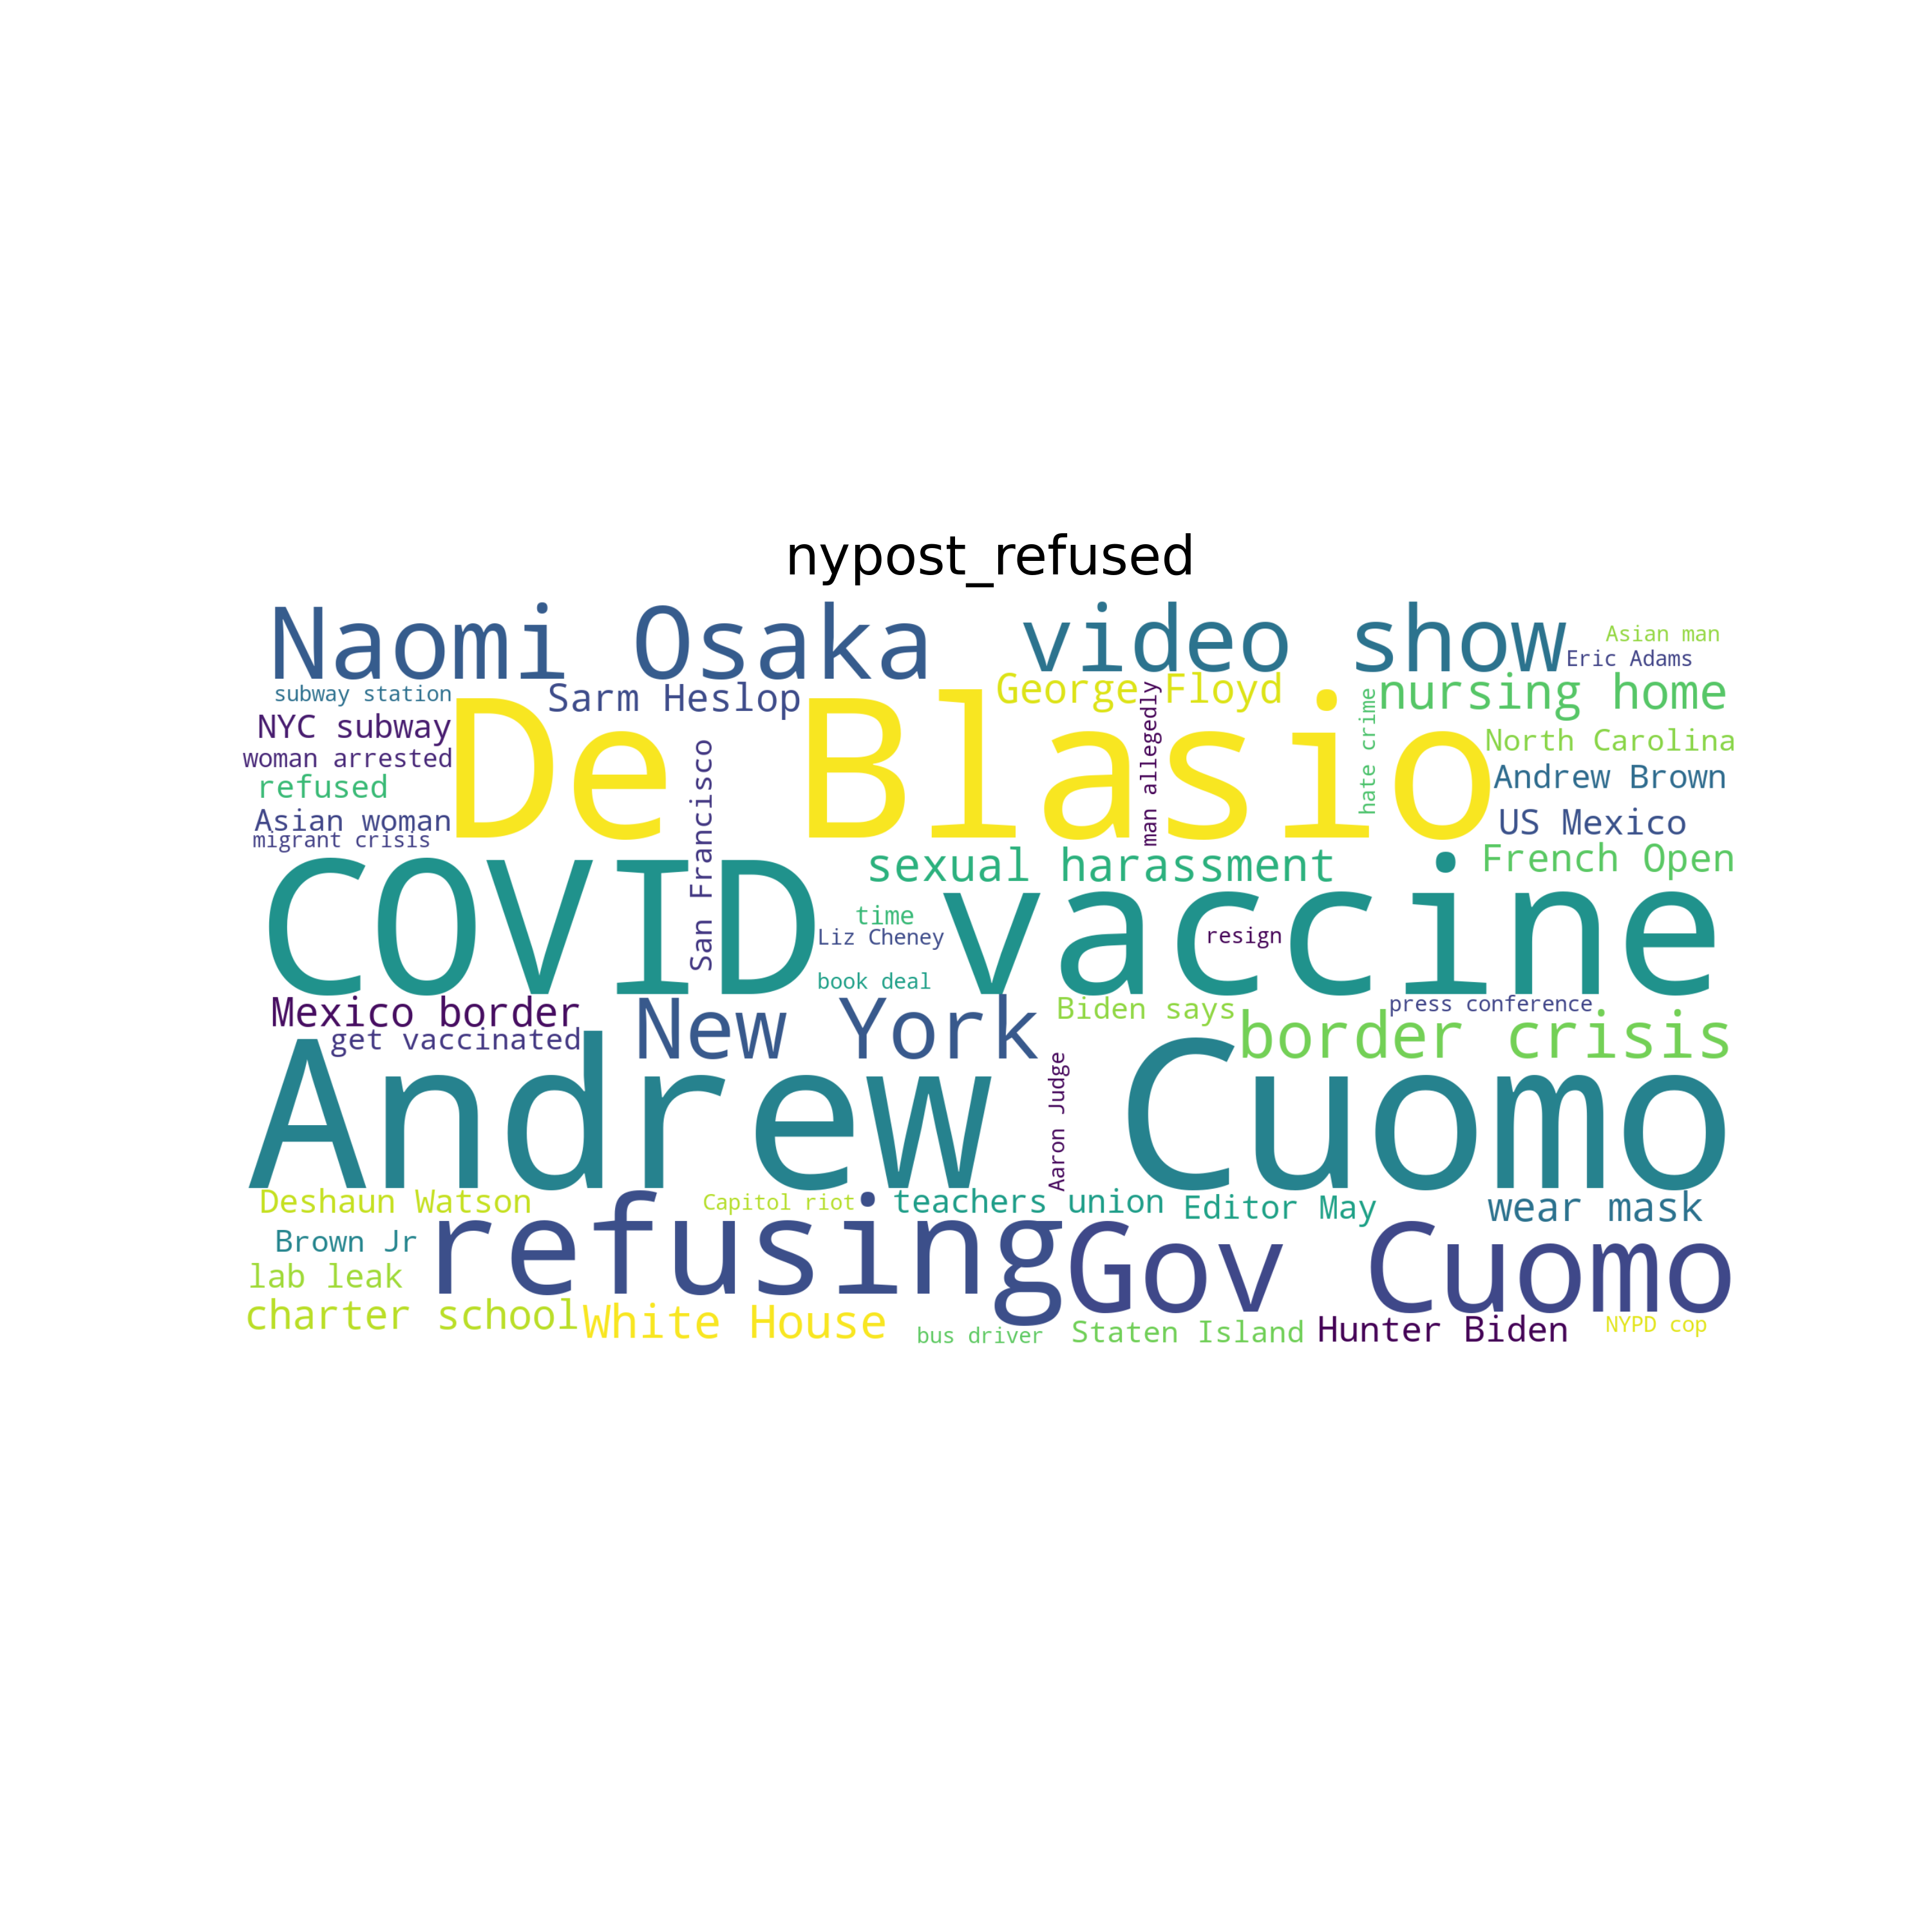 nypost_refused
Naomi Osaka
video show
Asian man
Eric Adams
subway station
Sarm Heslop
George Floyd
nursing home
NYC subway
De Blasio
man allegedly
hate crime
North Carolina
woman arrested
Andrew Brown
refused
San Francisco
Asian woman
US Mexico
migrant crisis
COVID vaccine
sexual harassment
French Open
time
Liz Cheney
resign
book deal
Mexico border
New York
Biden says
press conference
get vaccinated
border crisis
Andrew Cuomo
Aaron Judge
Deshaun Watson
Capitol riot
teachers union
Editor May
wear mask
Brown Jr
refusing
Gov Cuomo
lab leak
charter school
White House
bus driver
Staten Island
Hunter Biden
NYPD cop